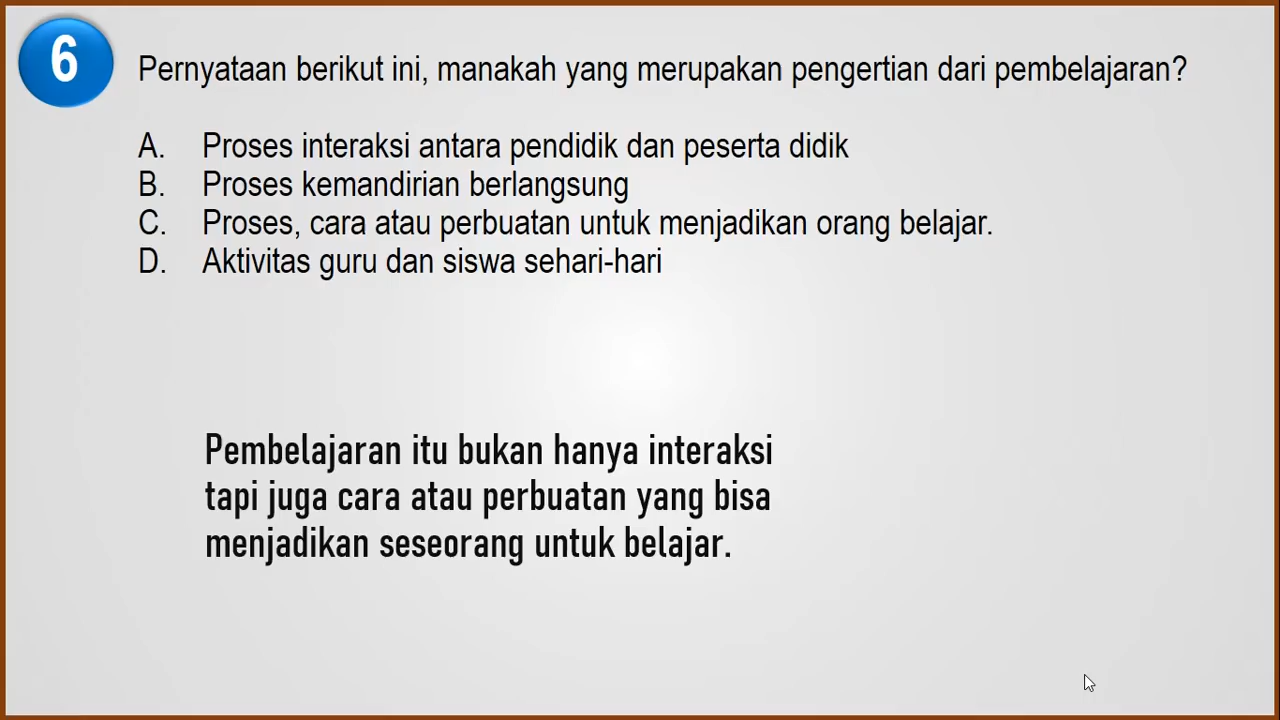 6
Pernyataan berikut ini, manakah yang merupakan pengertian dari pembelajaran?
A. Proses interaksi antara pendidik dan peserta didik
B. Proses kemandirian berlangsung
C. Proses, cara atau perbuatan untuk menjadikan orang belajar.
D. Aktivitas guru dan siswa sehari-hari
Pembelajaran itu bukan hanya interaksi
tapi juga cara atau perbuatan yang bisa
menjadikan seseorang untuk belajar.